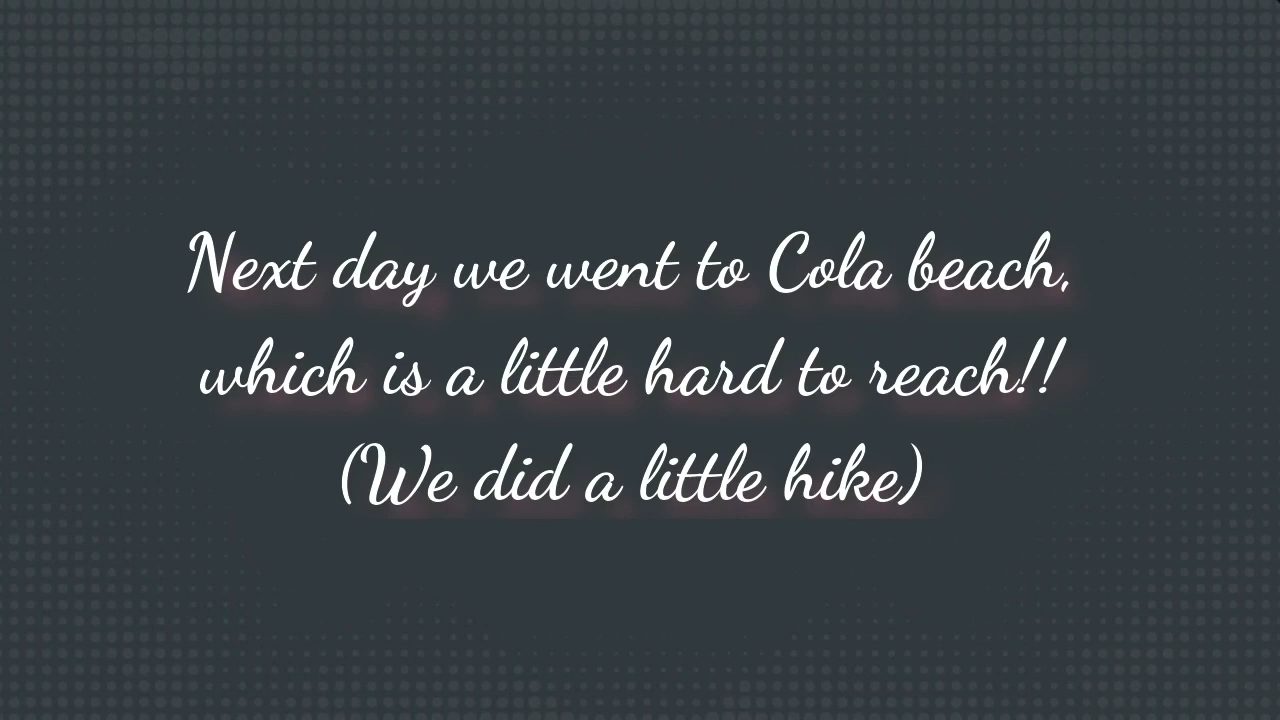 Next day we went to Cola beach,
which is a little hard to reach!!
(We did a little hike)